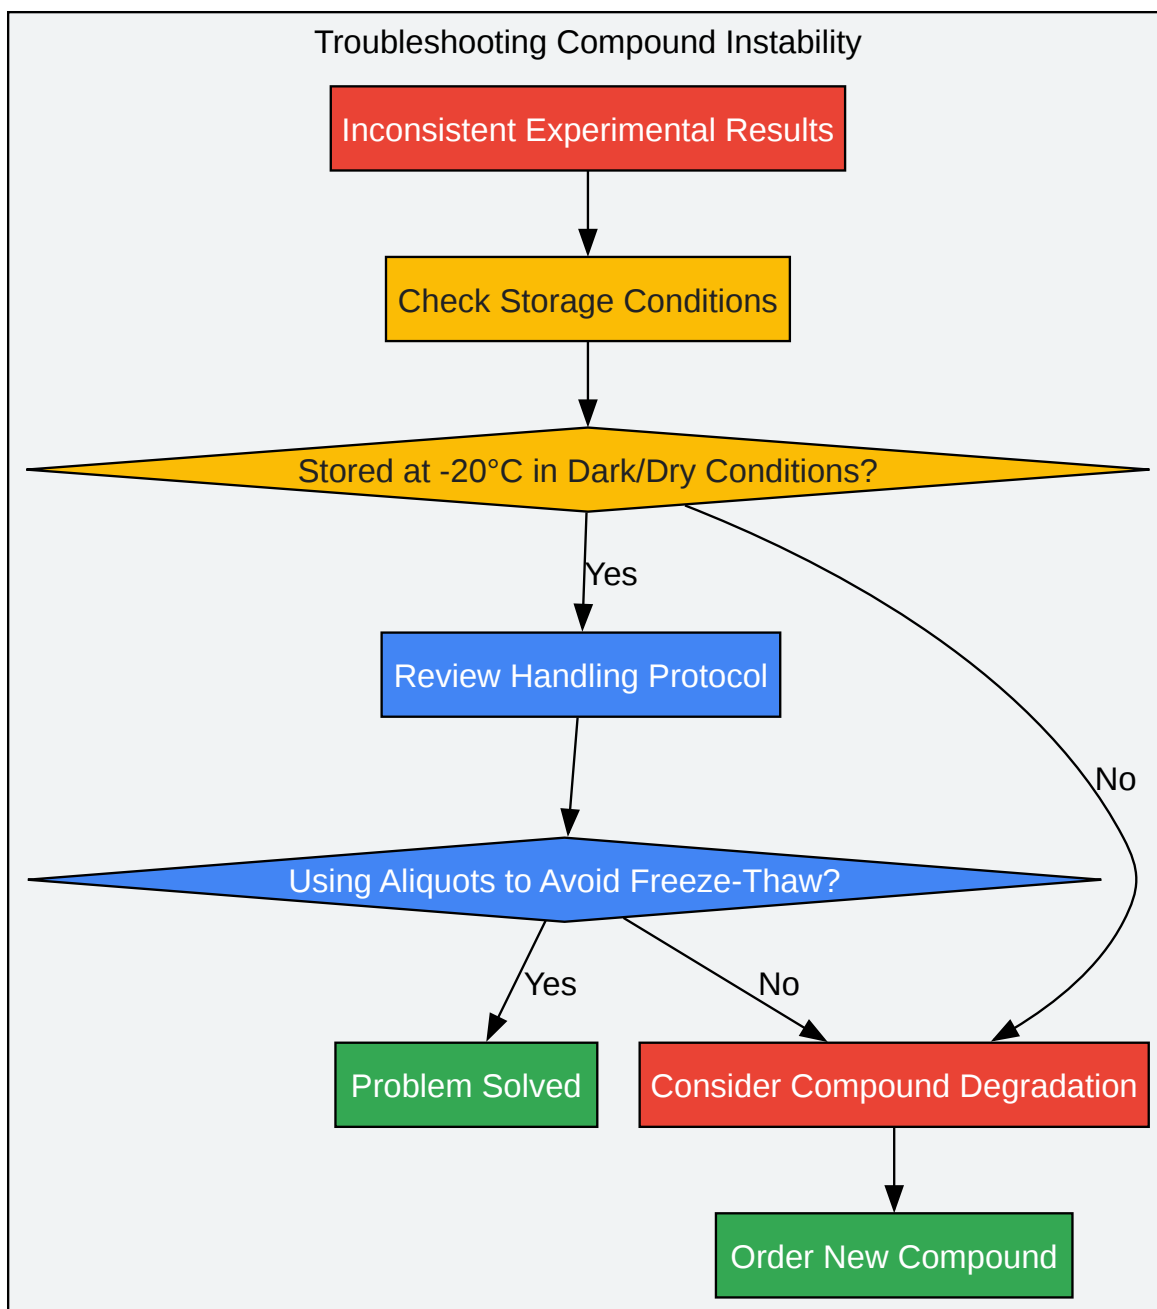 Troubleshooting Compound Instability
Inconsistent Experimental Results
Check Storage Conditions
Stored at -20°C in Dark/Dry Conditions?
Yes
Review Handling Protocol
No
Using Aliquots to Avoid Freeze-Thaw?
Yes
No
Problem Solved
Consider Compound Degradation
Order New Compound